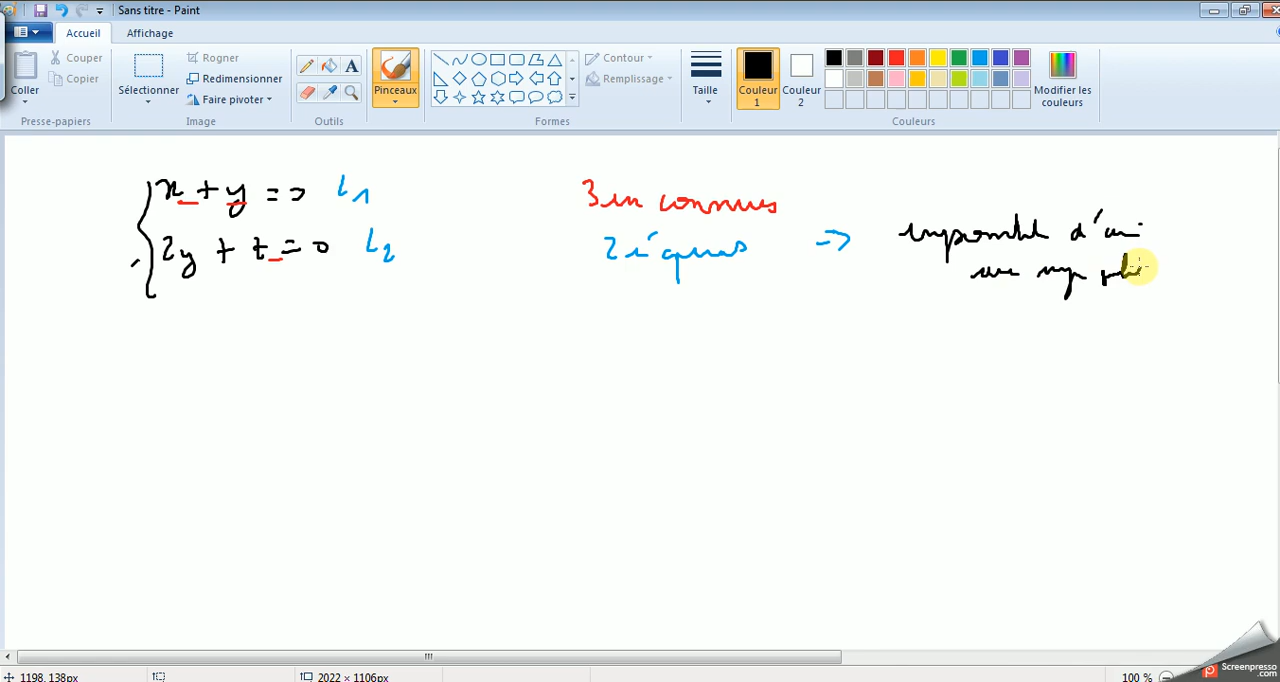 Sans titre - Paint
Accueil
Affichage
Coller
Couper
Copier
Presse-papiers
Sélectionner
Rogner
Redimensionner
Faire pivoter
Image
Outils
Pinceaux
Contour
Remplissage
Formes
Taille
Couleur 1
Couleur 2
Modifier les couleurs
Couleurs
x + y = 0 L1
2y + z = 0 L2
3 inconnues
2 équas =>
impossible d'
1198, 138px
2022 × 1106px
100 %
Screenpresso
.com